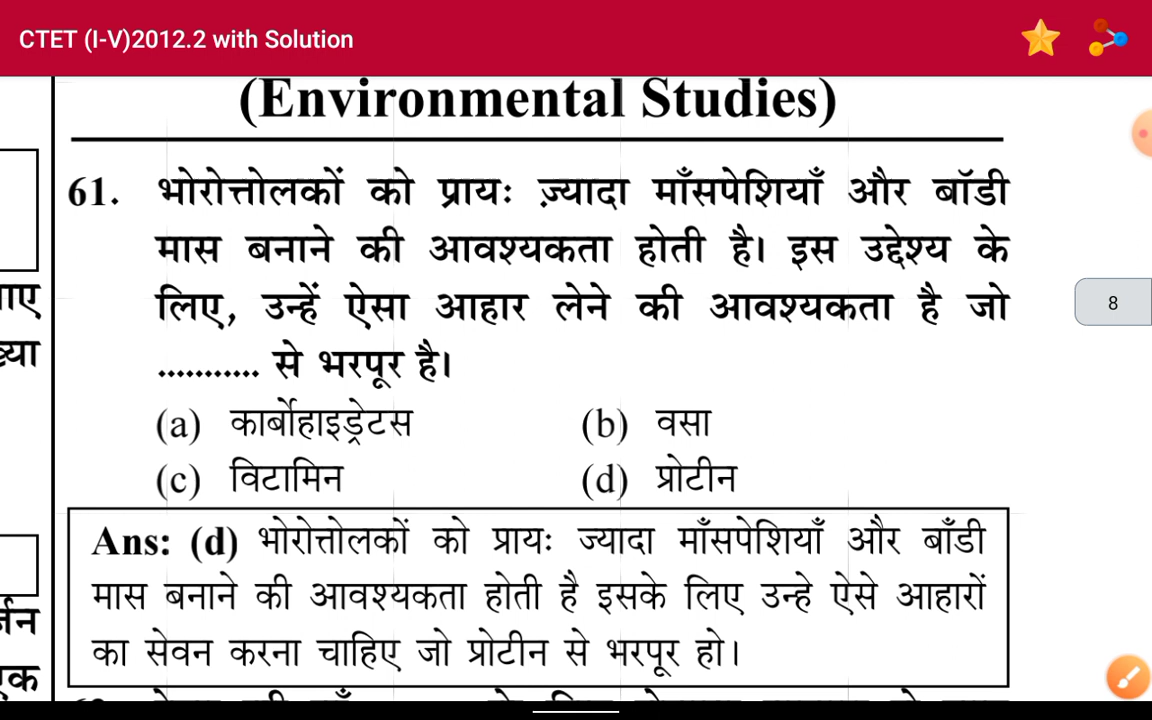 CTET (I-V)2012.2 with Solution
(Environmental Studies)
61. भोरोत्तोलकों को प्रायः ज़्यादा माँसपेशियाँ और बॉडी
मास बनाने की आवश्यकता होती है। इस उद्देश्य के
लिए, उन्हें ऐसा आहार लेने की आवश्यकता है जो
............ से भरपूर है।
(a) कार्बोहाइड्रेटस (b) वसा
(c) विटामिन (d) प्रोटीन
Ans: (d) भोरोत्तोलकों को प्रायः ज्यादा माँसपेशियाँ और बाँडी
मास बनाने की आवश्यकता होती है इसके लिए उन्हे ऐसे आहारों
का सेवन करना चाहिए जो प्रोटीन से भरपूर हो।
8